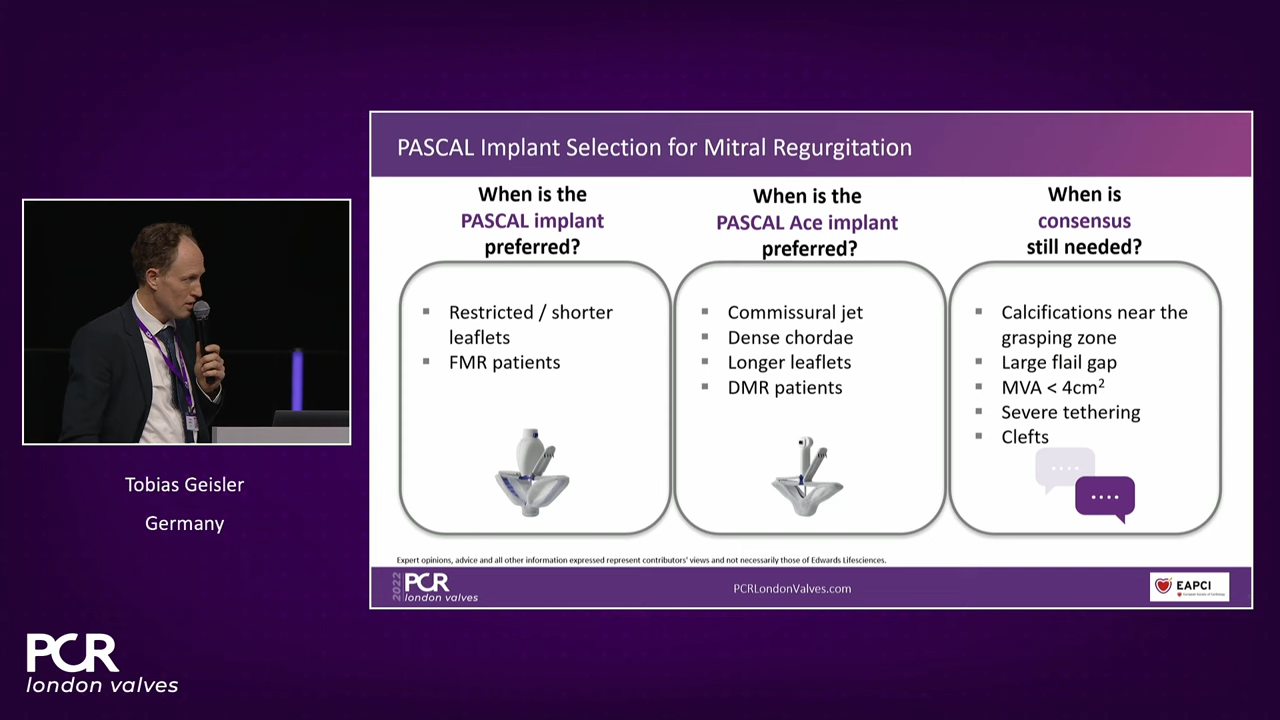 PASCAL Implant Selection for Mitral Regurgitation
When is the
PASCAL implant
preferred?
▪ Restricted / shorter
leaflets
▪ FMR patients
When is the
PASCAL Ace implant
preferred?
▪ Commissural jet
▪ Dense chordae
▪ Longer leaflets
▪ DMR patients
When is
consensus
still needed?
▪ Calcifications near the
grasping zone
▪ Large flail gap
▪ MVA < 4cm²
▪ Severe tethering
▪ Clefts
Expert opinions, advice and all other information expressed represent contributors' views and not necessarily those of Edwards Lifesciences.
2022
PCR
london valves
PCRLondonValves.com
EAPCI
Tobias Geisler
Germany
PCR
london valves